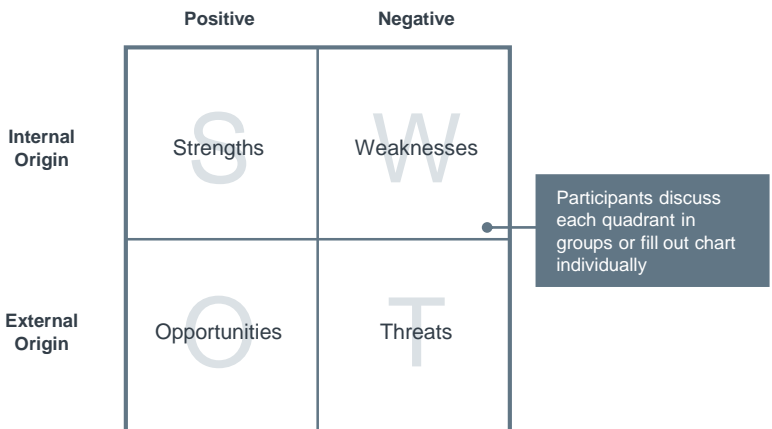 Positive Negative
Internal
Origin
S W
Strengths Weaknesses
Participants discuss
each quadrant in
groups or fill out chart
individually
External
Origin
O T
Opportunities Threats